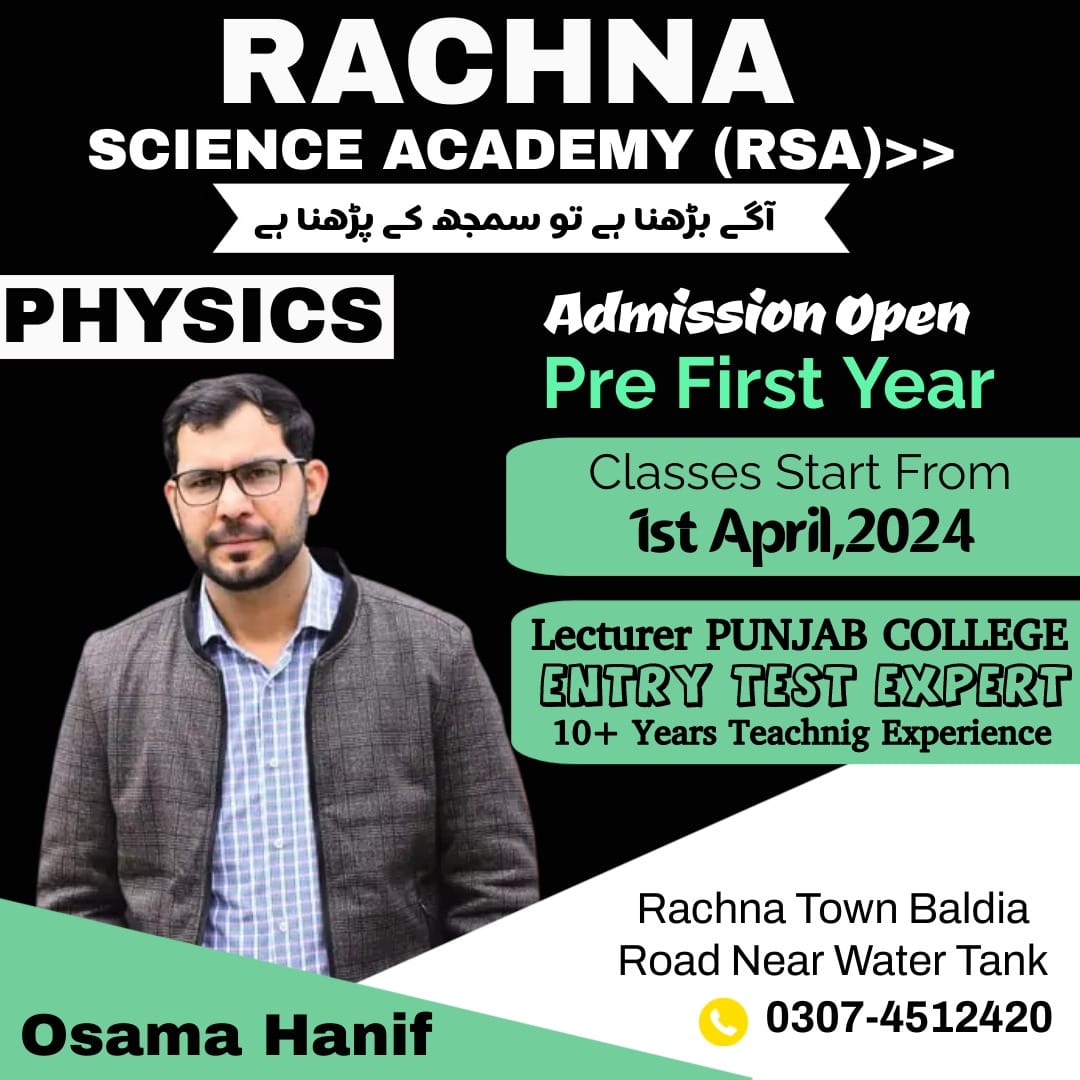 RACHNA
SCIENCE ACADEMY (RSA)>>
آگے بڑھنا ہے تو سمجھ کے پڑھنا ہے
PHYSICS
Admission Open
Pre First Year
Classes Start From
1st April,2024
Lecturer PUNJAB COLLEGE
ENTRY TEST EXPERT
10+ Years Teachnig Experience
Rachna Town Baldia
Road Near Water Tank
0307-4512420
Osama Hanif